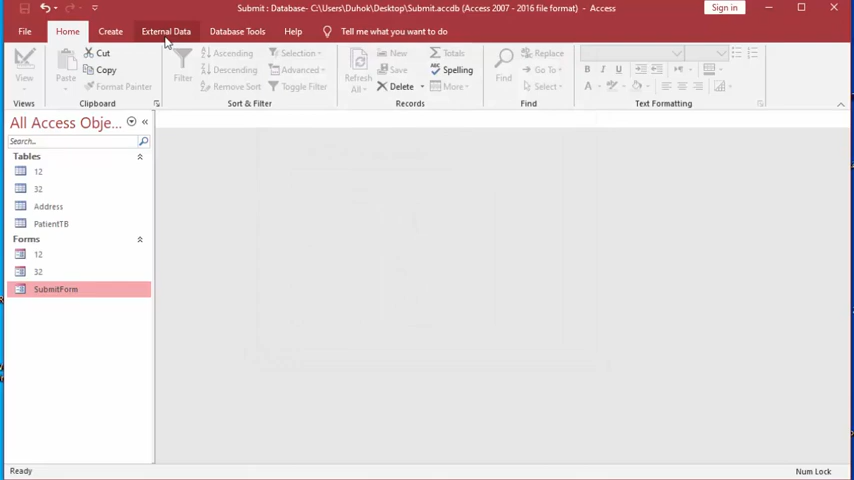 Submit : Database- C:\Users\Duhok\Desktop\Submit.accdb (Access 2007 - 2016 file format) - Access
Sign in
File Home Create External Data Database Tools Help Tell me what you want to do
View
Views
Paste
Cut
Copy
Format Painter
Clipboard
Filter
Ascending
Descending
Remove Sort
Selection
Advanced
Toggle Filter
Sort & Filter
Refresh
All
New
Save
Delete
Totals
Spelling
More
Records
Find
Replace
Go To
Select
Find
B I U
A
Text Formatting
All Access Obje...
Search...
Tables
12
32
Address
PatientTB
Forms
12
32
SubmitForm
Ready
Num Lock